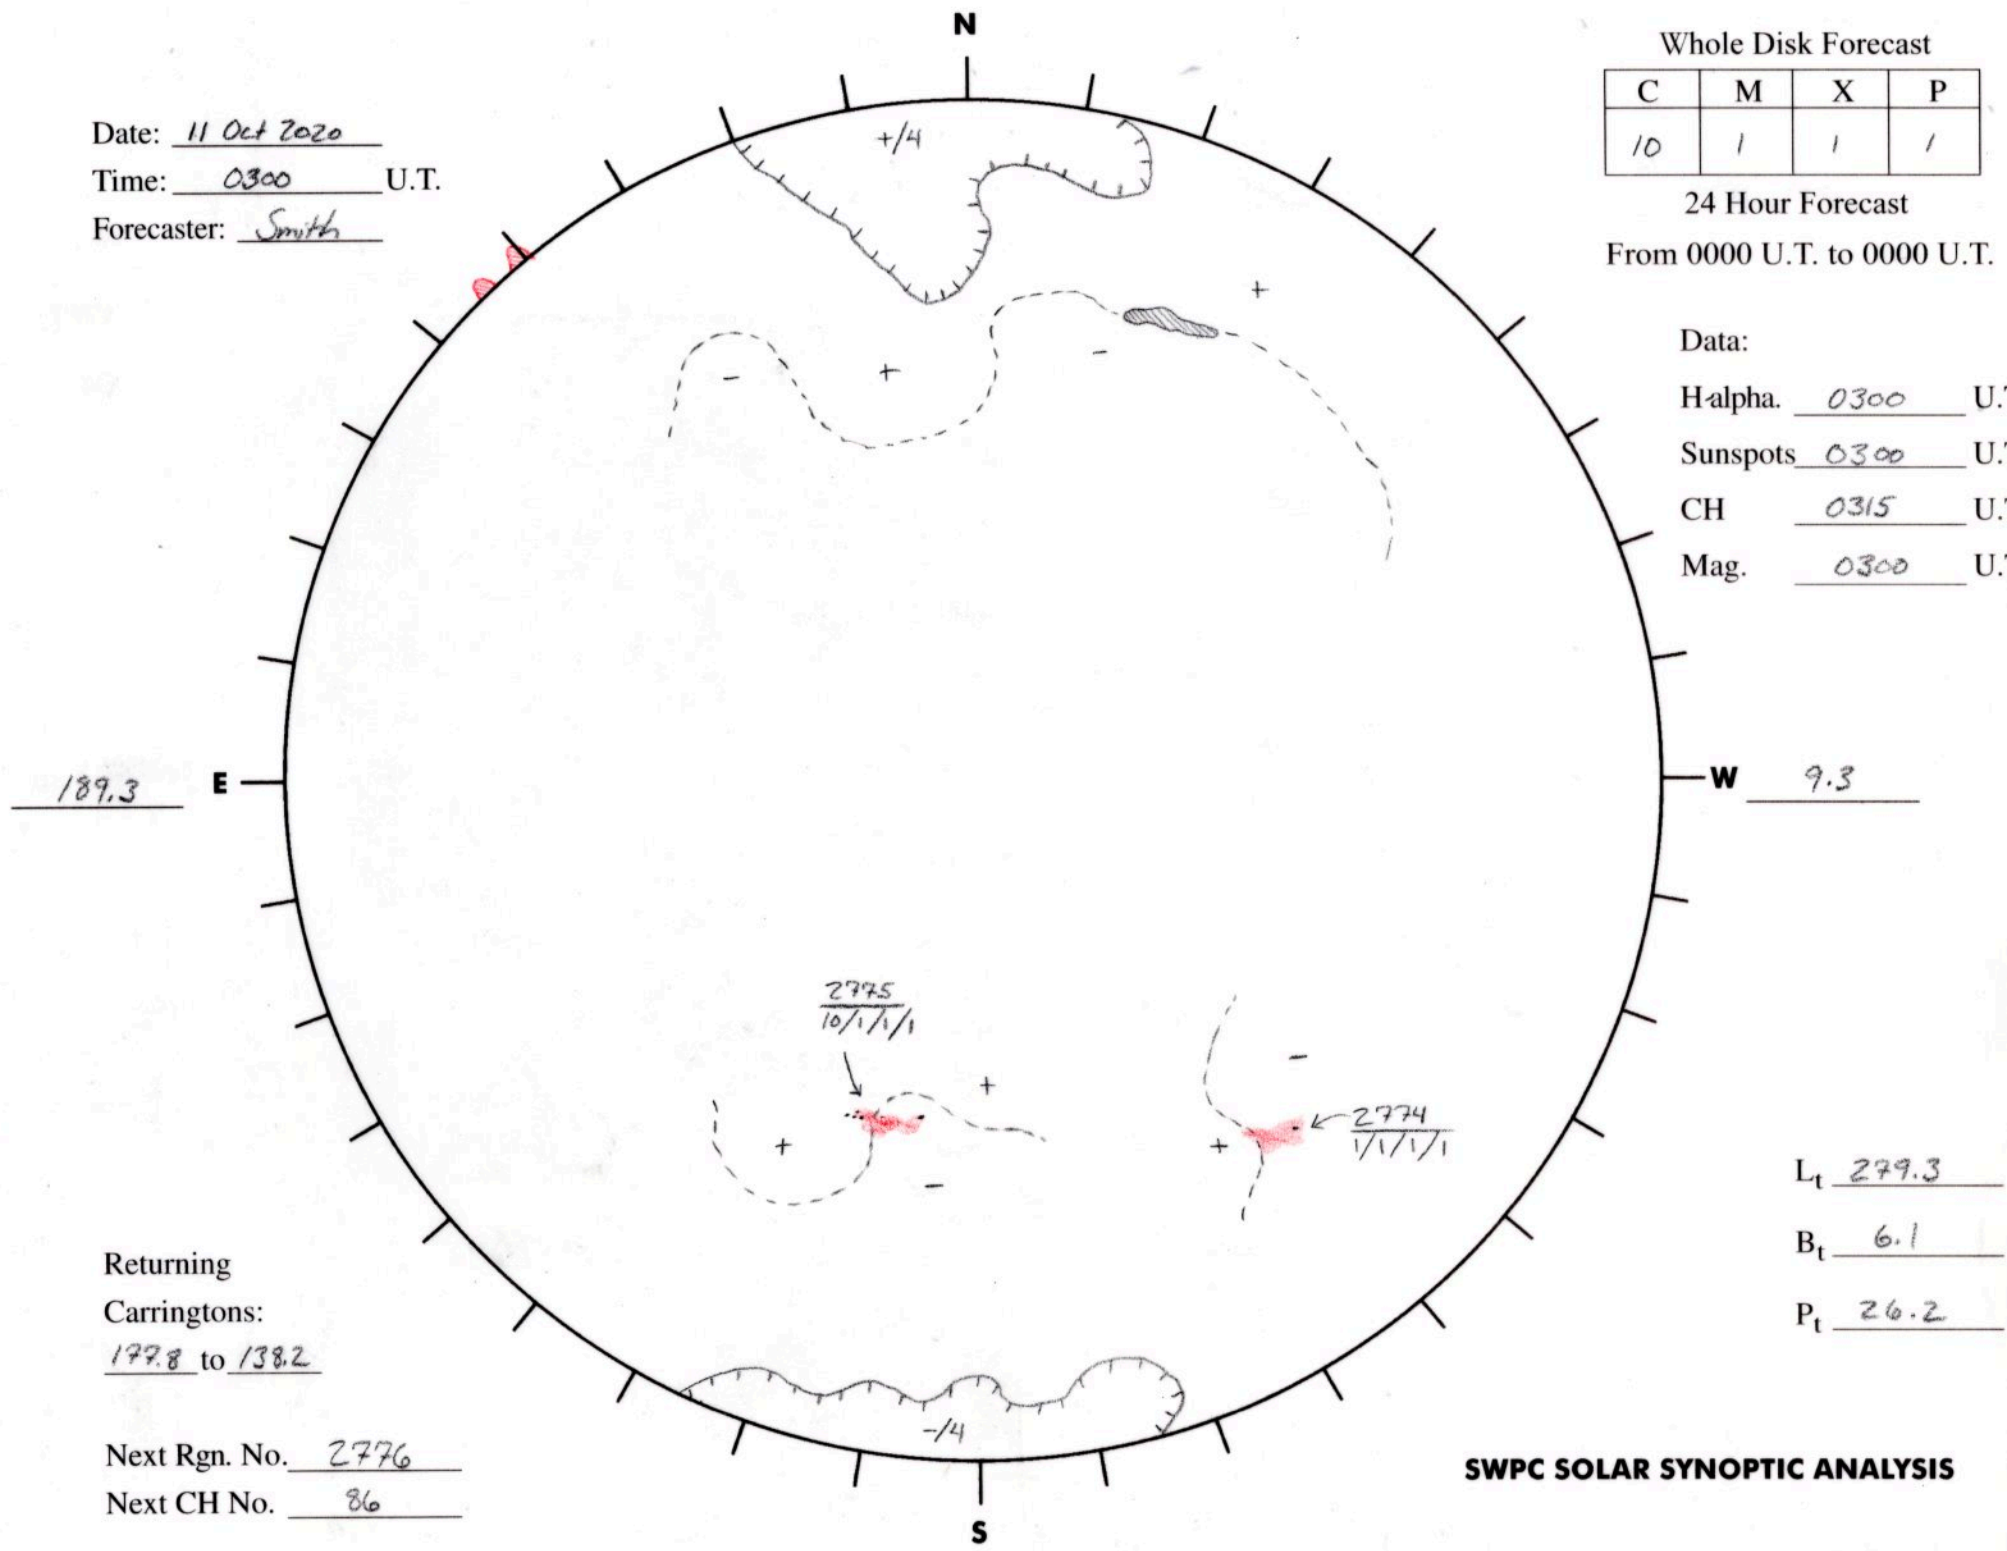 N
Whole Disk Forecast
C M X P
10 1 1 1
24 Hour Forecast
From 0000 U.T. to 0000 U.T.
Date: 11 Oct 2020
Time: 0300 U.T.
Forecaster: Smith
+/4
+
-
+
-
Data:
H-alpha. 0300 U.T
Sunspots 0300 U.T
CH 0315 U.T
Mag. 0300 U.T
189.3 E
W 9.3
2775
10/1/1/1
+
-
+
-
2774
1/1/1/1
+
Lt 279.3
Bt 6.1
Pt 26.2
Returning
Carringtons:
177.8 to 138.2
Next Rgn. No. 2776
Next CH No. 86
-/4
S
SWPC SOLAR SYNOPTIC ANALYSIS